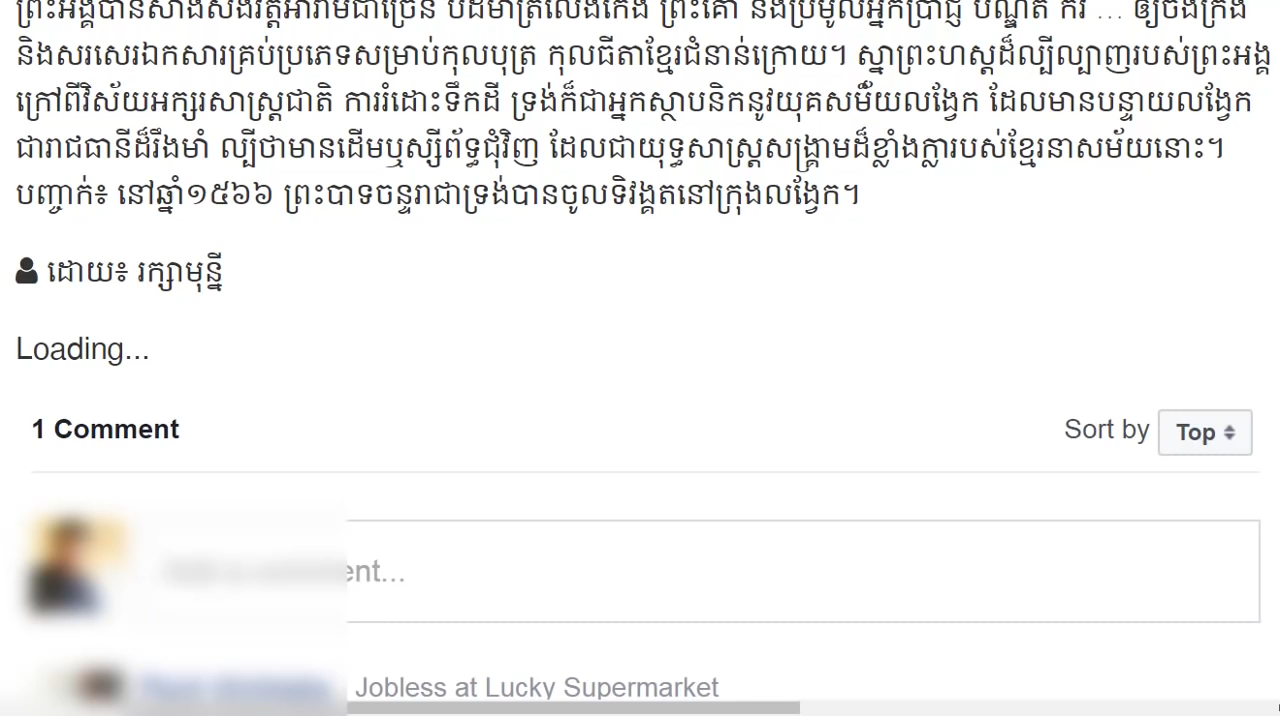 ព្រះអង្គបានសាងសង់វត្តអារាមជាច្រើន បដិមាត្រលែងកែង ព្រះគោ និងប្រមូលអ្នកប្រាជ្ញ បណ្ឌិត កវី ... ឲ្យចងក្រង
និងសរសេរឯកសារគ្រប់ប្រភេទសម្រាប់កុលបុត្រ កុលធីតាខ្មែរជំនាន់ក្រោយ។ ស្នាព្រះហស្តដ៏ល្បីល្បាញរបស់ព្រះអង្គ
ក្រៅពីវិស័យអក្សរសាស្ត្រជាតិ ការរំដោះទឹកដី ទ្រង់ក៏ជាអ្នកស្ថាបនិកនូវយុគសម័យលង្វែក ដែលមានបន្ទាយលង្វែក
ជារាជធានីដ៏រឹងមាំ ល្បីថាមានដើមឬស្សីព័ទ្ធជុំវិញ ដែលជាយុទ្ធសាស្ត្រសង្គ្រាមដ៏ខ្លាំងក្លារបស់ខ្មែរនាសម័យនោះ។
បញ្ចាក់៖ នៅឆ្នាំ១៥៦៦ ព្រះបាទចន្ទរាជាទ្រង់បានចូលទិវង្គតនៅក្រុងលង្វែក។
ដោយ៖ រក្សាមុន្នី
Loading...
1 Comment
Sort by Top
Jobless at Lucky Supermarket